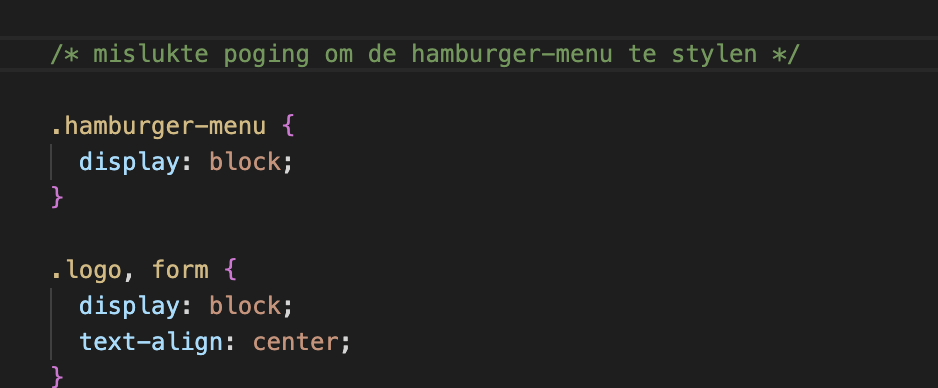 /* mislukte poging om de hamburger-menu te stylen */
.hamburger-menu {
display: block;
}
.logo, form {
display: block;
text-align: center;
}